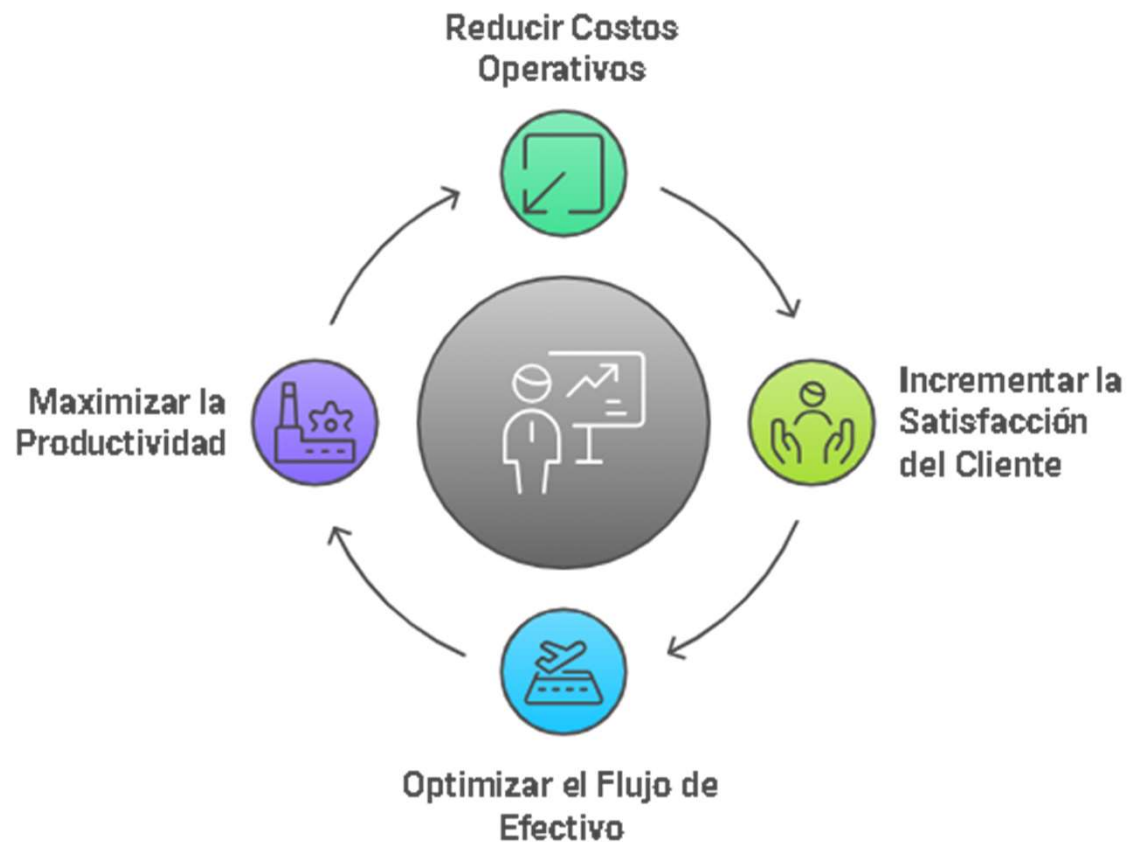 Reducir Costos
Operativos
Incrementar la
Satisfacción
del Cliente
Maximizar la
Productividad
Optimizar el Flujo de
Efectivo